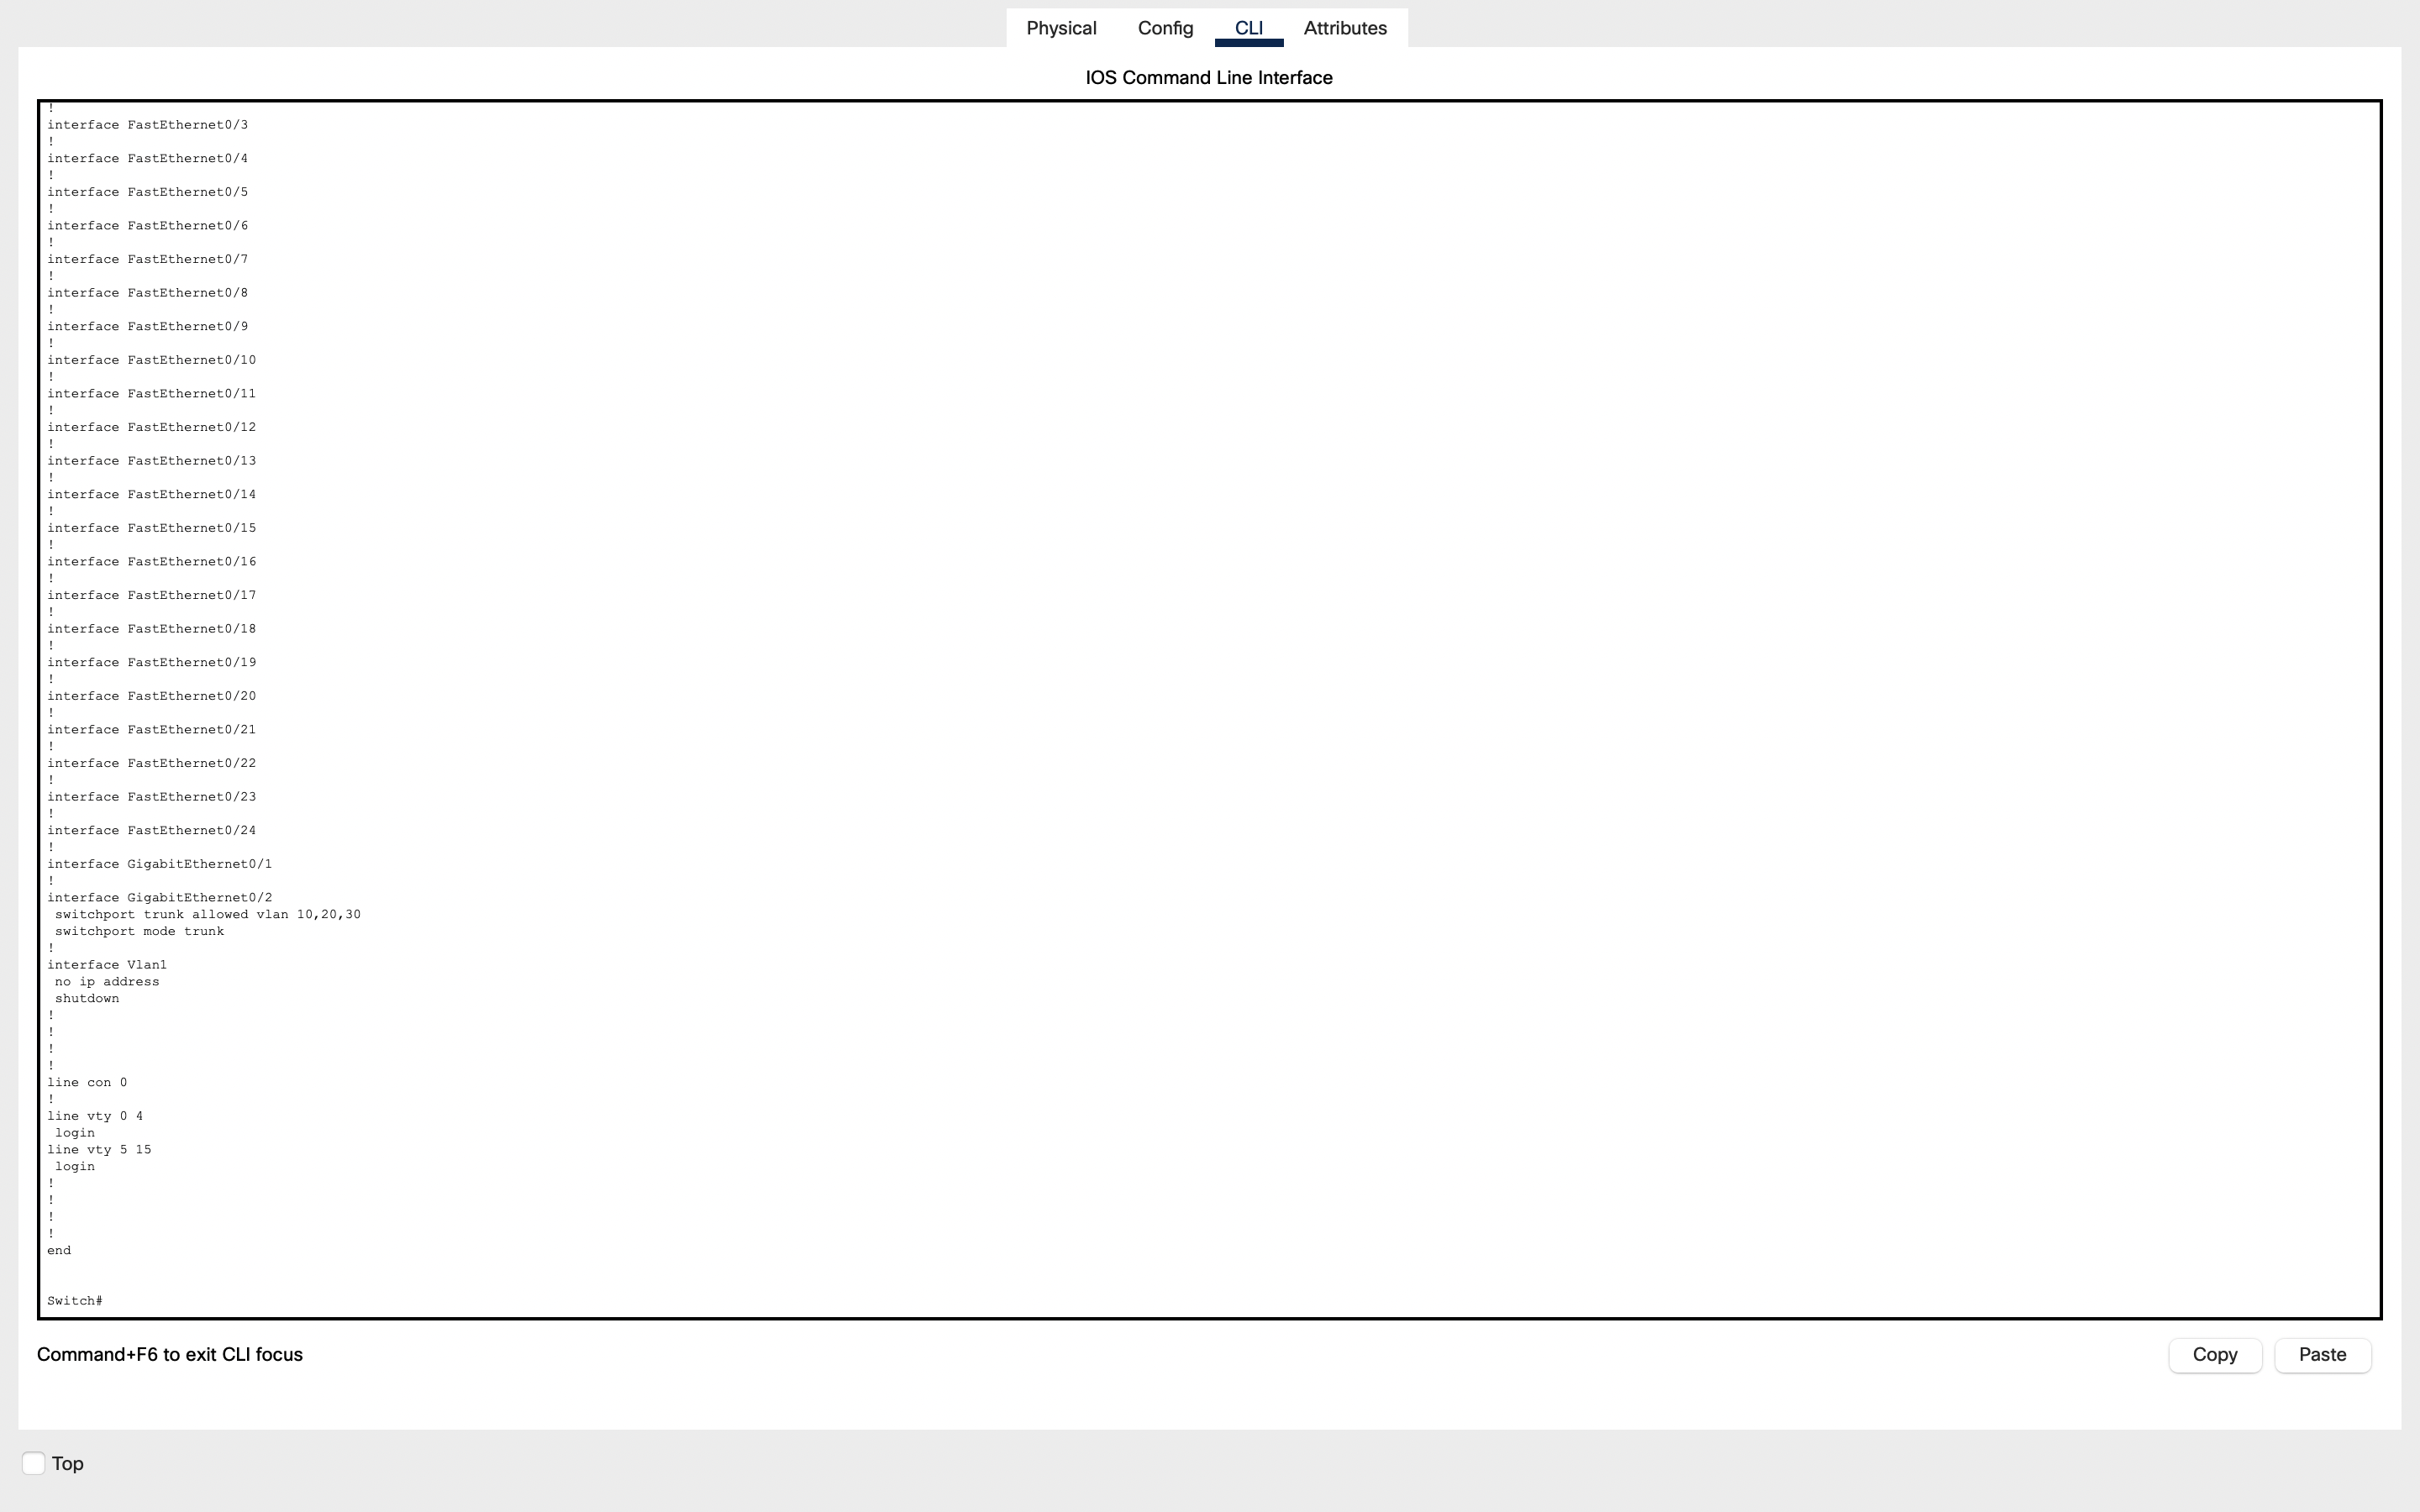 Physical Config CLI Attributes
IOS Command Line Interface
!
interface FastEthernet0/3
!
interface FastEthernet0/4
!
interface FastEthernet0/5
!
interface FastEthernet0/6
!
interface FastEthernet0/7
!
interface FastEthernet0/8
!
interface FastEthernet0/9
!
interface FastEthernet0/10
!
interface FastEthernet0/11
!
interface FastEthernet0/12
!
interface FastEthernet0/13
!
interface FastEthernet0/14
!
interface FastEthernet0/15
!
interface FastEthernet0/16
!
interface FastEthernet0/17
!
interface FastEthernet0/18
!
interface FastEthernet0/19
!
interface FastEthernet0/20
!
interface FastEthernet0/21
!
interface FastEthernet0/22
!
interface FastEthernet0/23
!
interface FastEthernet0/24
!
interface GigabitEthernet0/1
!
interface GigabitEthernet0/2
 switchport trunk allowed vlan 10,20,30
 switchport mode trunk
!
interface Vlan1
 no ip address
 shutdown
!
!
!
!
line con 0
!
line vty 0 4
 login
line vty 5 15
 login
!
!
!
!
end
Switch#
Command+F6 to exit CLI focus
Copy Paste
Top